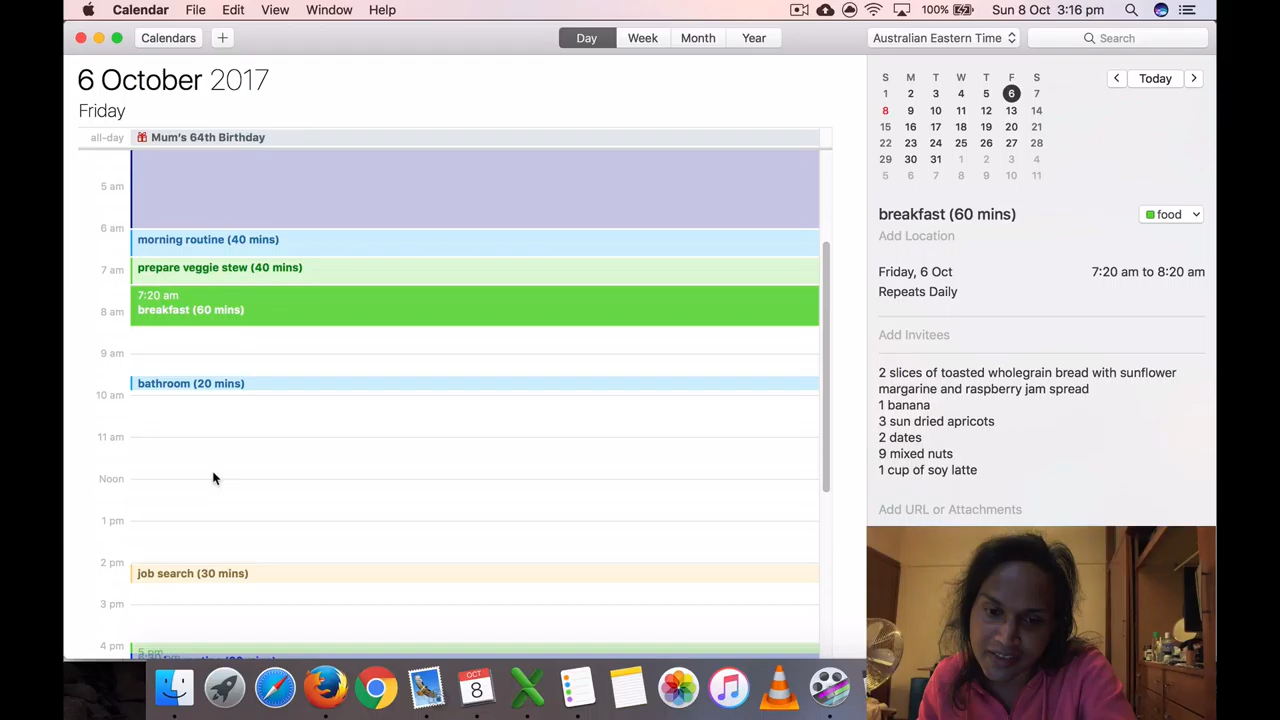 Calendar File Edit View Window Help 100% Sun 8 Oct 3:16 pm
Calendars + Day Week Month Year Australian Eastern Time Search
6 October 2017
Friday
all-day Mum's 64th Birthday
5 am
6 am
morning routine (40 mins)
7 am
prepare veggie stew (40 mins)
7:20 am
breakfast (60 mins)
8 am
9 am
bathroom (20 mins)
10 am
11 am
Noon
1 pm
2 pm
job search (30 mins)
3 pm
4 pm
5 pm
S M T W T F S
< Today >
1 2 3 4 5 6 7
8 9 10 11 12 13 14
15 16 17 18 19 20 21
22 23 24 25 26 27 28
29 30 31 1 2 3 4
5 6 7 8 9 10 11
breakfast (60 mins) food
Add Location
Friday, 6 Oct 7:20 am to 8:20 am
Repeats Daily
Add Invitees
2 slices of toasted wholegrain bread with sunflower
margarine and raspberry jam spread
1 banana
3 sun dried apricots
2 dates
9 mixed nuts
1 cup of soy latte
Add URL or Attachments
OCT
8